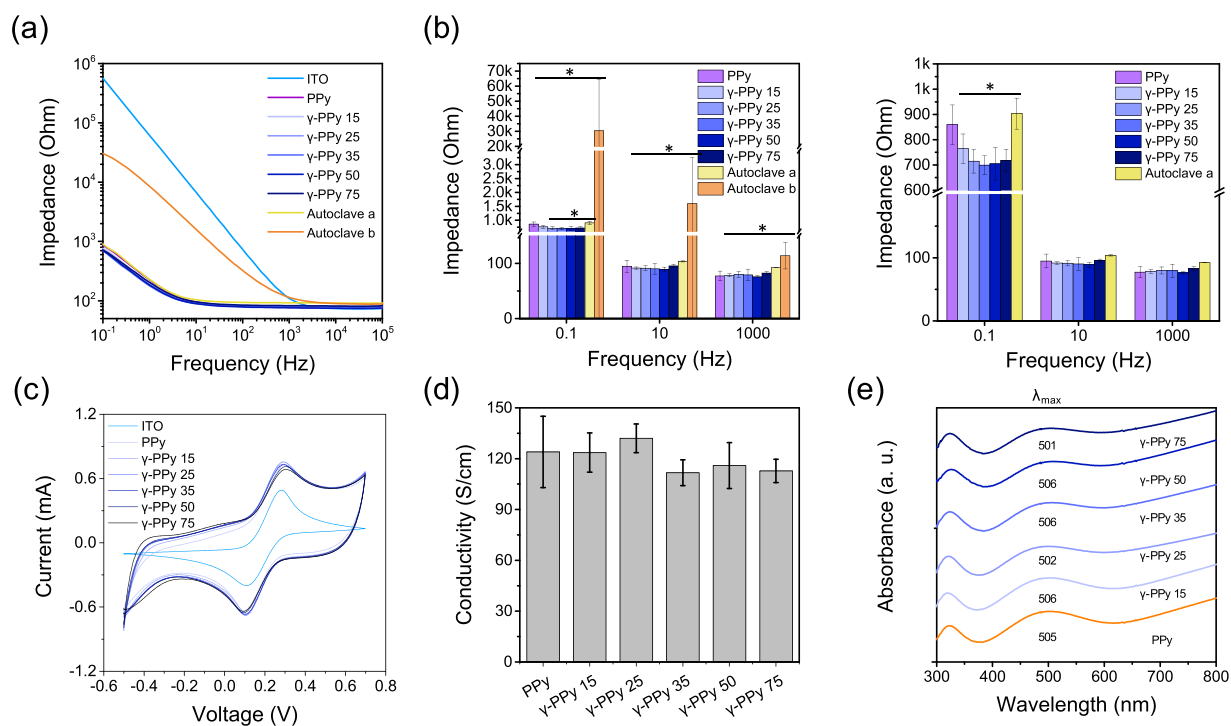 (a)
10^6
10^5
10^4
10^3
10^2
10^-1
10^0
10^1
10^2
10^3
10^4
10^5
Impedance (Ohm)
Frequency (Hz)
ITO
PPy
γ-PPy 15
γ-PPy 25
γ-PPy 35
γ-PPy 50
γ-PPy 75
Autoclave a
Autoclave b
(b)
70k
60k
50k
40k
30k
20k
3.0k
2.5k
2.0k
1.5k
1.0k
100
0
0.1
10
1000
Impedance (Ohm)
Frequency (Hz)
*
*
*
*
PPy
γ-PPy 15
γ-PPy 25
γ-PPy 35
γ-PPy 50
γ-PPy 75
Autoclave a
Autoclave b
1k
1k
900
800
700
600
100
0
0.1
10
1000
Impedance (Ohm)
Frequency (Hz)
*
PPy
γ-PPy 15
γ-PPy 25
γ-PPy 35
γ-PPy 50
γ-PPy 75
Autoclave a
(c)
1.2
0.6
0.0
-0.6
-1.2
-0.6
-0.4
-0.2
0.0
0.2
0.4
0.6
0.8
Current (mA)
Voltage (V)
ITO
PPy
γ-PPy 15
γ-PPy 25
γ-PPy 35
γ-PPy 50
γ-PPy 75
(d)
150
120
90
60
30
0
Conductivity (S/cm)
PPy
γ-PPy 15
γ-PPy 25
γ-PPy 35
γ-PPy 50
γ-PPy 75
(e)
λmax
501
γ-PPy 75
506
γ-PPy 50
506
γ-PPy 35
502
γ-PPy 25
506
γ-PPy 15
505
PPy
Absorbance (a. u.)
300
400
500
600
700
800
Wavelength (nm)